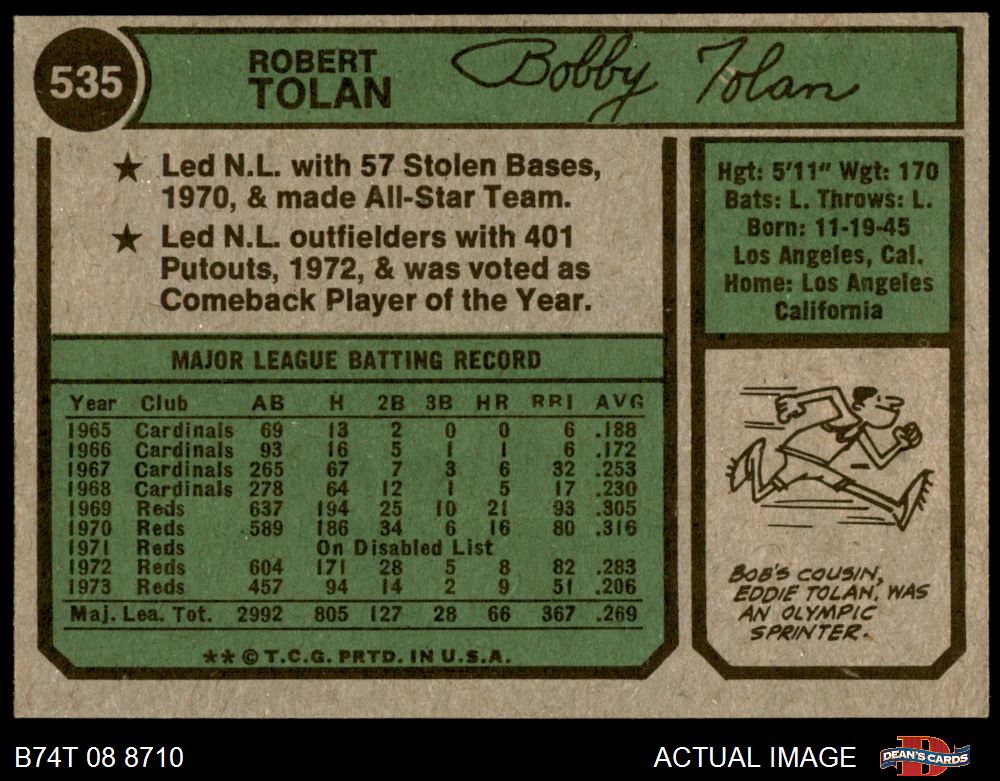 535
ROBERT
TOLAN
Bobby Tolan
★ Led N.L. with 57 Stolen Bases,
1970, & made All-Star Team.
★ Led N.L. outfielders with 401
Putouts, 1972, & was voted as
Comeback Player of the Year.
Hgt: 5'11" Wgt: 170
Bats: L. Throws: L.
Born: 11-19-45
Los Angeles, Cal.
Home: Los Angeles
California
MAJOR LEAGUE BATTING RECORD
Year Club AB H 2B 3B HR RBI AVG
1965 Cardinals 69 13 2 0 0 6 .188
1966 Cardinals 93 16 5 1 1 6 .172
1967 Cardinals 265 67 7 3 6 32 .253
1968 Cardinals 278 64 12 1 5 17 .230
1969 Reds 637 194 25 10 21 93 .305
1970 Reds 589 186 34 6 16 80 .316
1971 Reds On Disabled List
1972 Reds 604 171 28 5 8 82 .283
1973 Reds 457 94 14 2 9 51 .206
Maj. Lea. Tot. 2992 805 127 28 66 367 .269
** © T.C.G. PRTD. IN U.S.A.
BOB'S COUSIN,
EDDIE TOLAN, WAS
AN OLYMPIC
SPRINTER.
B74T 08 8710
ACTUAL IMAGE
DEAN'S CARDS